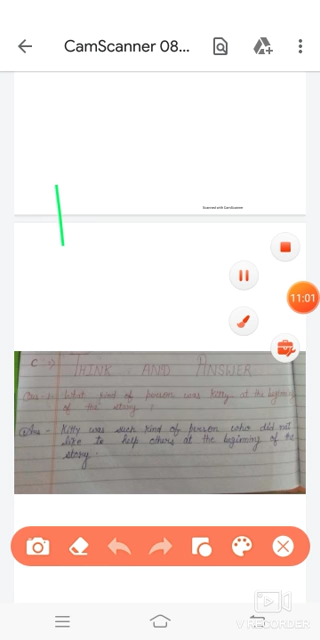 CamScanner 08...
Scanned with CamScanner
11:01
C → THINK AND ANSWER
Ques - 1. What kind of person was Kitty at the beginning
of the story ?
Ans - Kitty was such kind of person who did not
like to help others at the beginning of the
story.
V RECORDER